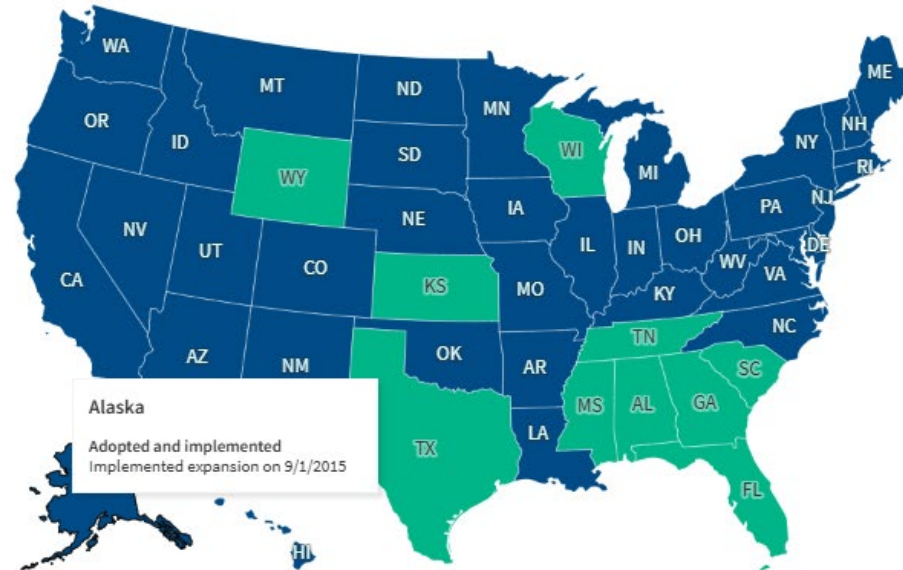 WA
MT
ND
MN
ME
OR
ID
SD
WI
NY
NH
WY
MI
RI
NV
NE
IA
PA
NJ
UT
CO
IL
IN
OH
DE
CA
KS
MO
WV
VA
KY
AZ
NM
OK
AR
TN
NC
SC
MS
AL
GA
LA
TX
FL
HI
Alaska
Adopted and implemented
Implemented expansion on 9/1/2015